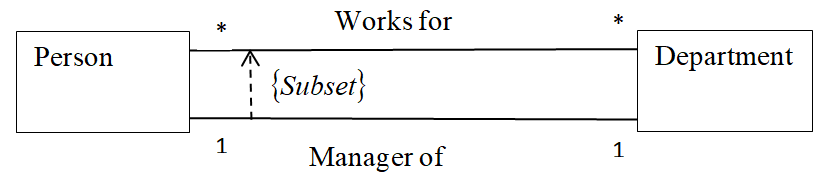 * Works for *
Person
Department
{Subset}
1
1
Manager of